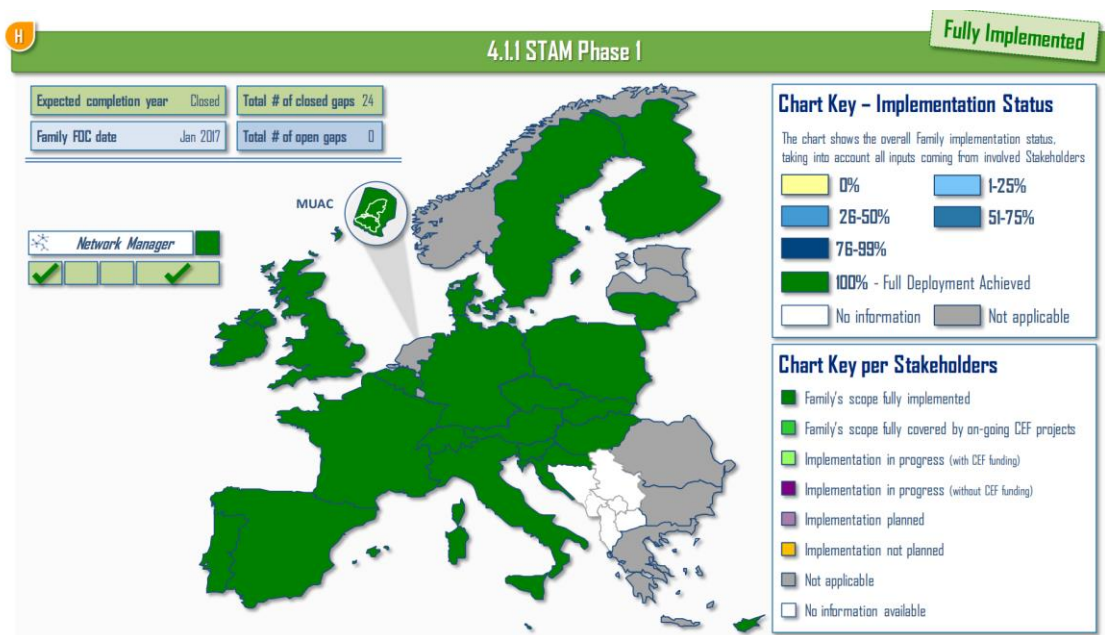 H
4.1.1 STAM Phase 1
Fully Implemented
Expected completion year Closed
Total # of closed gaps 24
Family FOC date Jan 2017
Total # of open gaps 0
MUAC
Network Manager
Chart Key – Implementation Status
The chart shows the overall Family implementation status,
taking into account all inputs coming from involved Stakeholders
0%
1-25%
26-50%
51-75%
76-99%
100% - Full Deployment Achieved
No information
Not applicable
Chart Key per Stakeholders
Family's scope fully implemented
Family's scope fully covered by on-going CEF projects
Implementation in progress (with CEF funding)
Implementation in progress (without CEF funding)
Implementation planned
Implementation not planned
Not applicable
No information available